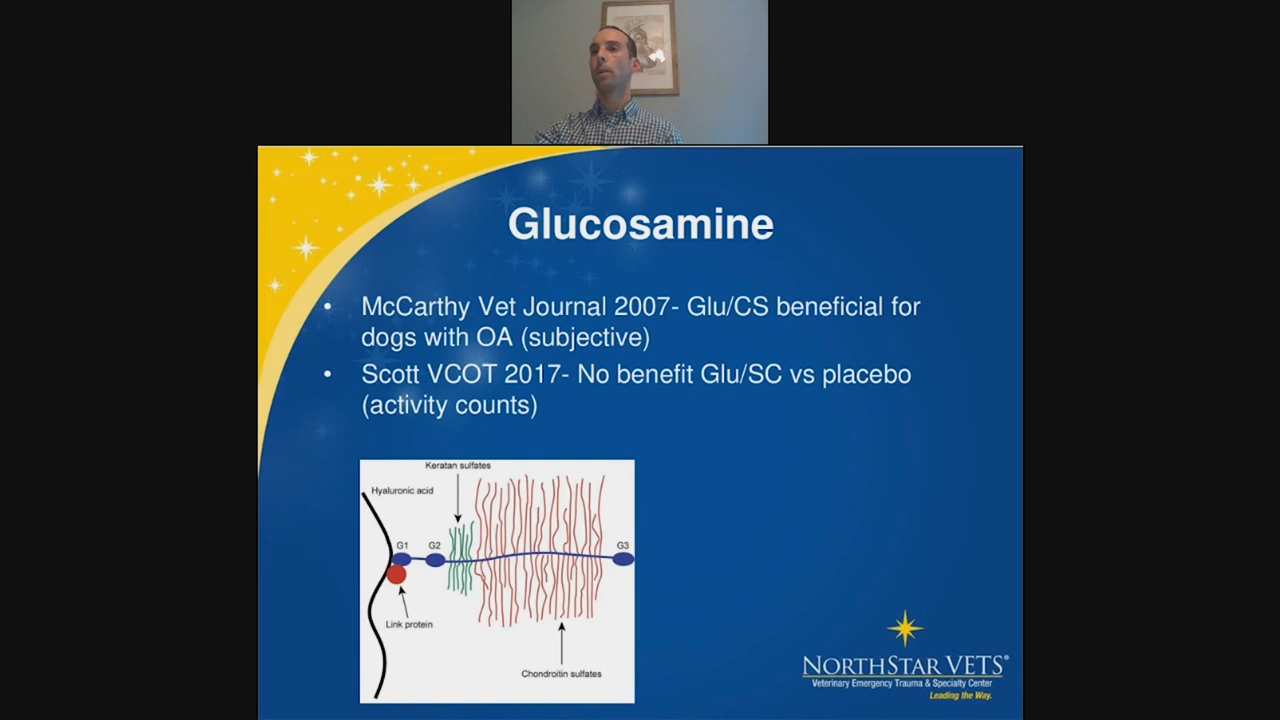 Glucosamine
• McCarthy Vet Journal 2007- Glu/CS beneficial for
dogs with OA (subjective)
• Scott VCOT 2017- No benefit Glu/SC vs placebo
(activity counts)
Keratan sulfates
Hyaluronic acid
G1 G2 G3
Link protein
Chondroitin sulfates
NORTHSTAR VETS®
Veterinary Emergency Trauma & Specialty Center
Leading the Way.